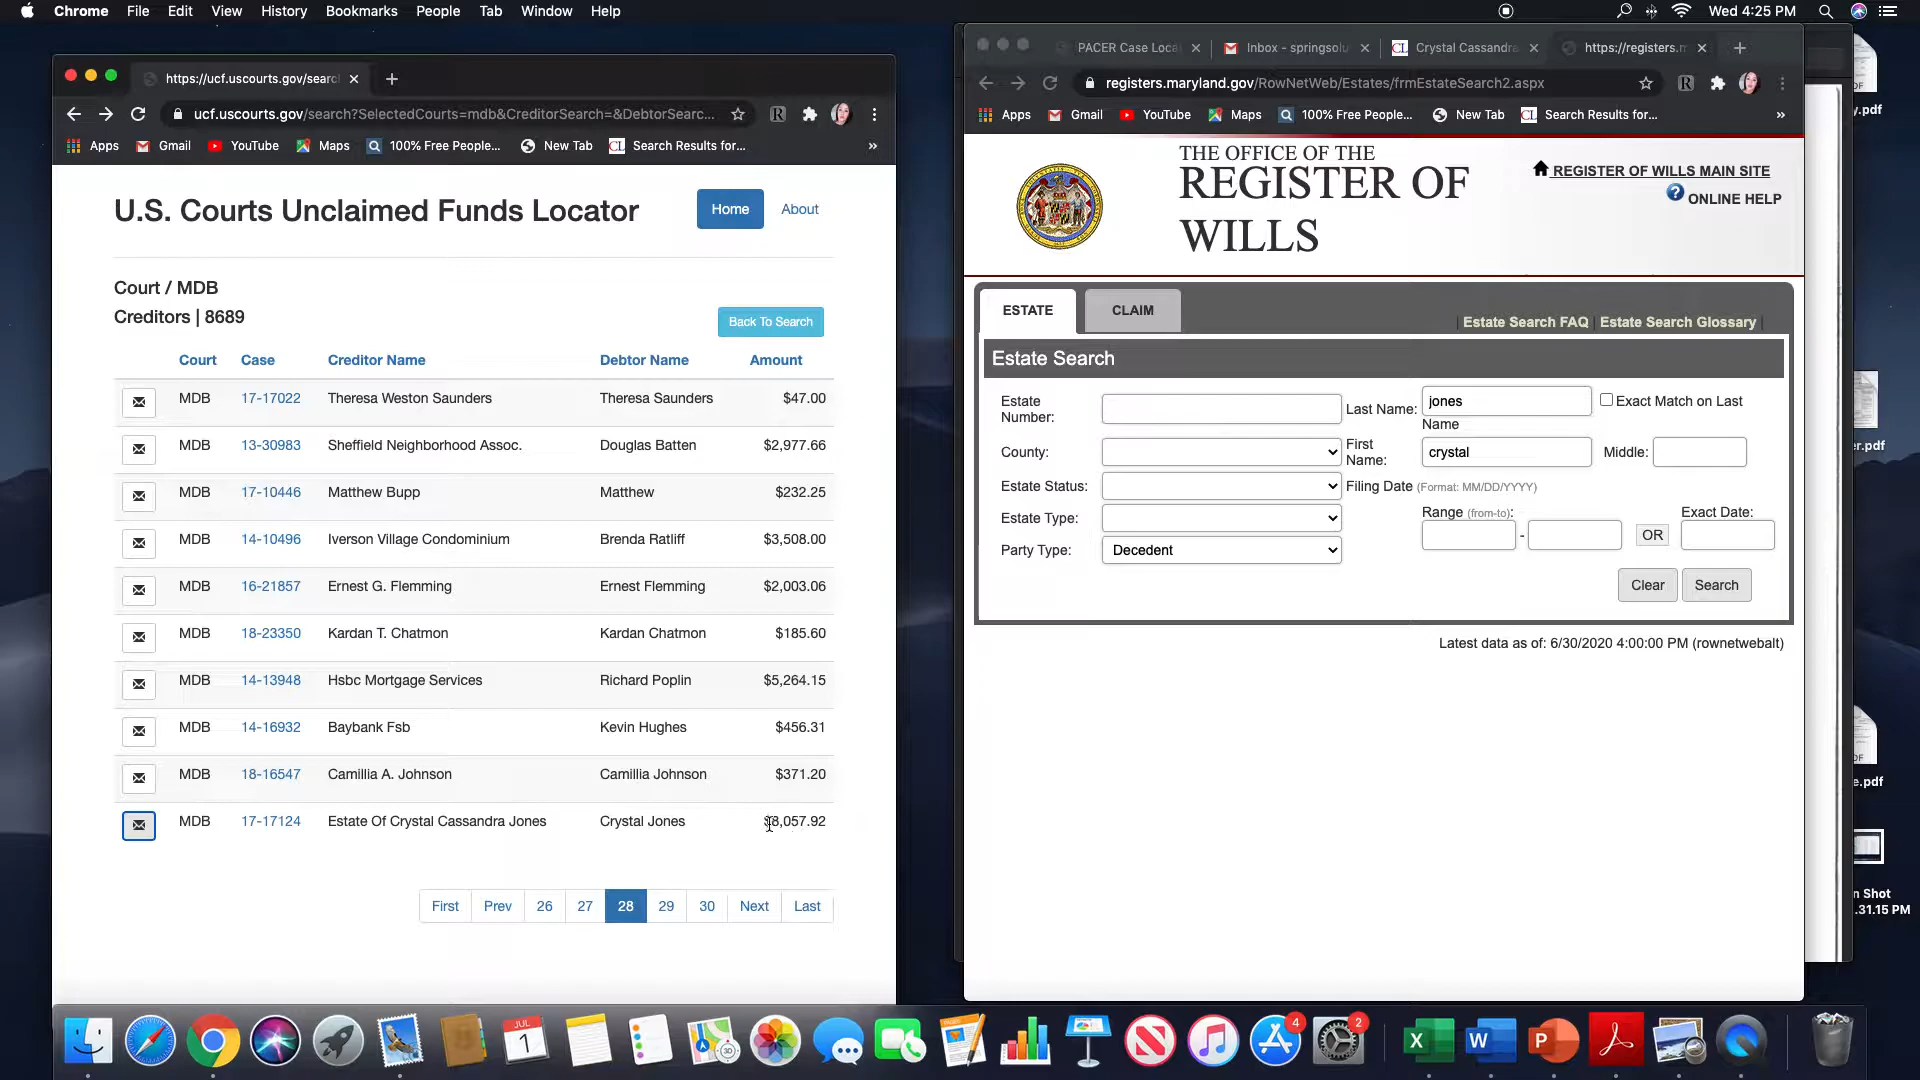 Chrome File Edit View History Bookmarks People Tab Window Help Wed 4:25 PM
https://ucf.uscourts.gov/searc
ucf.uscourts.gov/search?SelectedCourts=mdb&CreditorSearch=&DebtorSearc...
Apps Gmail YouTube Maps 100% Free People... New Tab Search Results for... »
U.S. Courts Unclaimed Funds Locator
Home About
Court / MDB
Creditors | 8689
Back To Search
Court Case Creditor Name Debtor Name Amount
MDB 17-17022 Theresa Weston Saunders Theresa Saunders $47.00
MDB 13-30983 Sheffield Neighborhood Assoc. Douglas Batten $2,977.66
MDB 17-10446 Matthew Bupp Matthew $232.25
MDB 14-10496 Iverson Village Condominium Brenda Ratliff $3,508.00
MDB 16-21857 Ernest G. Flemming Ernest Flemming $2,003.06
MDB 18-23350 Kardan T. Chatmon Kardan Chatmon $185.60
MDB 14-13948 Hsbc Mortgage Services Richard Poplin $5,264.15
MDB 14-16932 Baybank Fsb Kevin Hughes $456.31
MDB 18-16547 Camillia A. Johnson Camillia Johnson $371.20
MDB 17-17124 Estate Of Crystal Cassandra Jones Crystal Jones
First Prev 26 27 28 29 30 Next Last
PACER Case Loca Inbox - springsolu Crystal Cassandra https://registers.m
registers.maryland.gov/RowNetWeb/Estates/frmEstateSearch2.aspx
Apps Gmail YouTube Maps 100% Free People... New Tab Search Results for... »
THE OFFICE OF THE
REGISTER OF
WILLS
REGISTER OF WILLS MAIN SITE
ONLINE HELP
ESTATE CLAIM
| Estate Search FAQ | Estate Search Glossary |
Estate Search
Estate Number: Last Name: jones Exact Match on Last Name
County: First Name: crystal Middle:
Estate Status: Filing Date (Format: MM/DD/YYYY)
Estate Type: Range (from-to): - OR Exact Date:
Party Type: Decedent
Clear Search
Latest data as of: 6/30/2020 4:00:00 PM (rownetwebalt)
y.pdf
er.pdf
e.pdf
n Shot
.31.15 PM
JUL
1
4
2